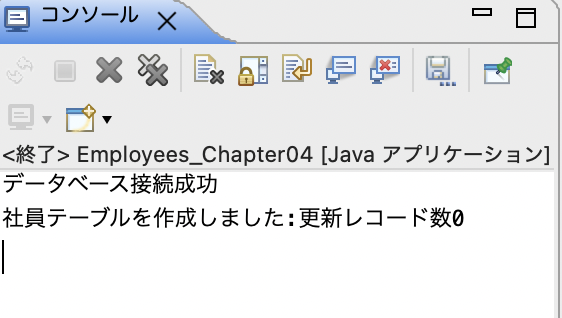 コンソール
<終了> Employees_Chapter04 [Java アプリケーション]
データベース接続成功
社員テーブルを作成しました:更新レコード数0